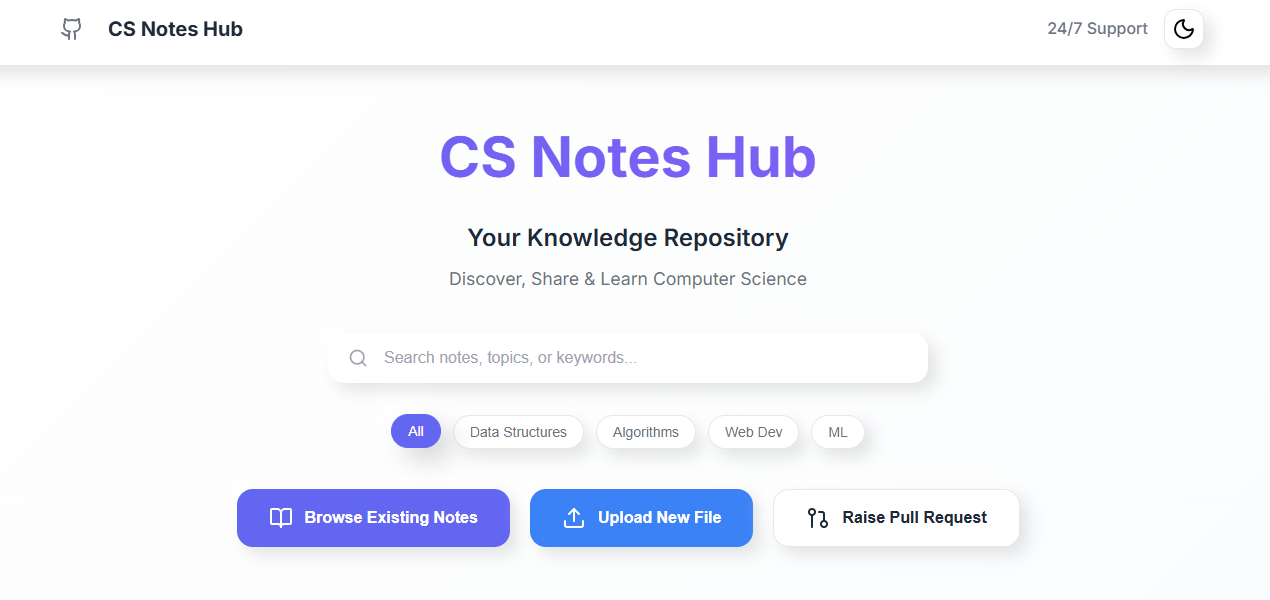 CS Notes Hub
24/7 Support
CS Notes Hub
Your Knowledge Repository
Discover, Share & Learn Computer Science
Search notes, topics, or keywords...
All
Data Structures
Algorithms
Web Dev
ML
Browse Existing Notes
Upload New File
Raise Pull Request